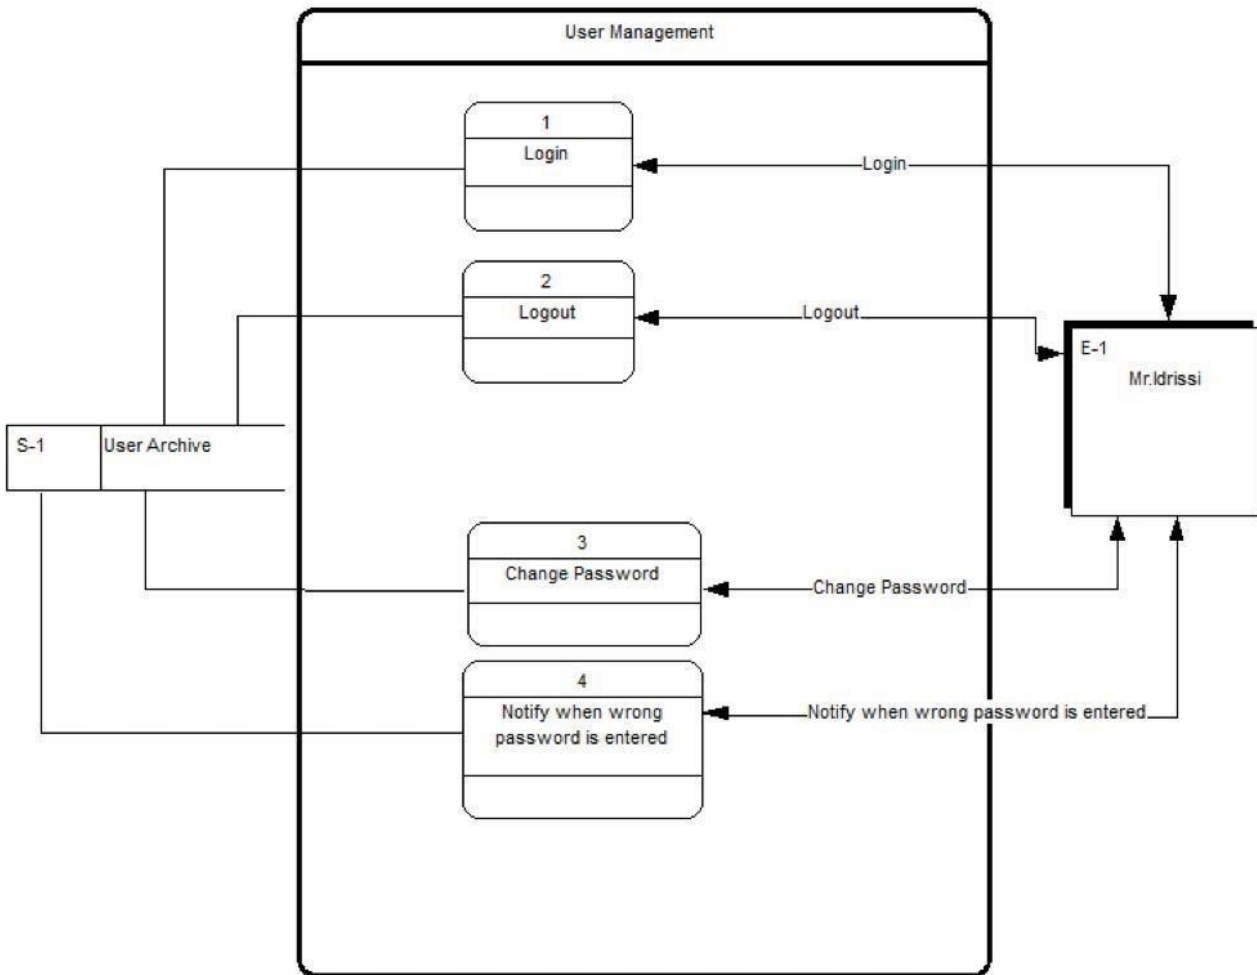 User Management
1
Login
Login
2
Logout
Logout
E-1
Mr.Idrissi
S-1
User Archive
3
Change Password
Change Password
4
Notify when wrong
password is entered
Notify when wrong password is entered